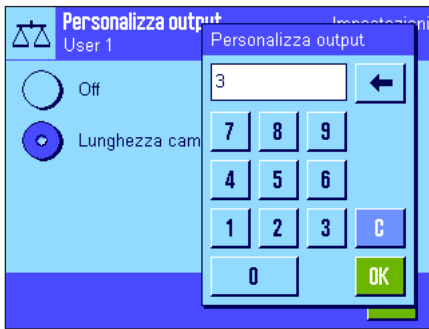 Personalizza output
User 1
Off
Lunghezza cam
Personalizza output
3
7 8 9
4 5 6
1 2 3 C
0 OK